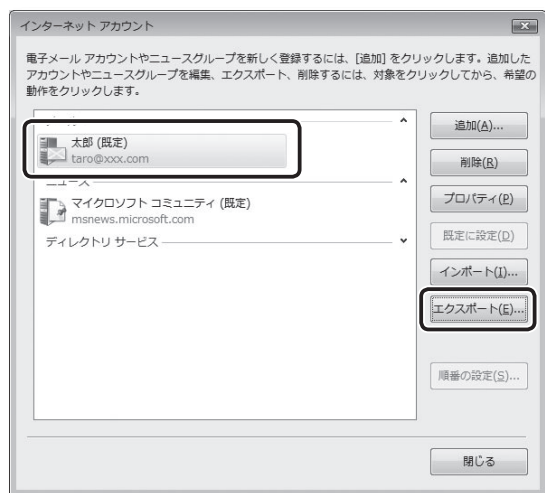 インターネット アカウント
電子メール アカウントやニュースグループを新しく登録するには、[追加] をクリックします。追加した
アカウントやニュースグループを編集、エクスポート、削除するには、対象をクリックしてから、希望の
動作をクリックします。
太郎 (既定)
taro@xxx.com
ニュース
マイクロソフト コミュニティ (既定)
msnews.microsoft.com
ディレクトリ サービス
追加(A)...
削除(R)
プロパティ(P)
既定に設定(D)
インポート(I)...
エクスポート(E)...
順番の設定(S)...
閉じる